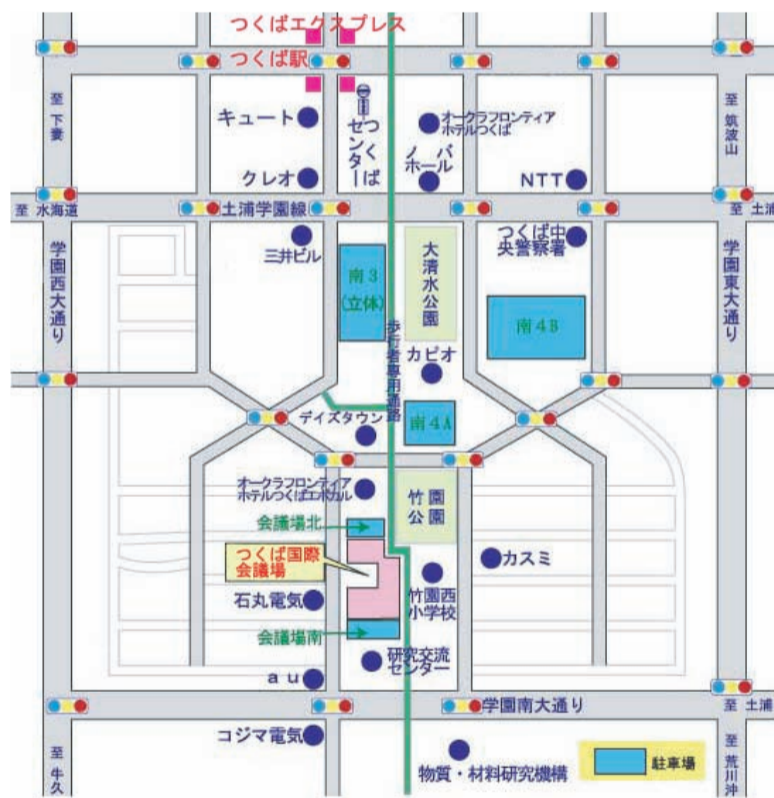 つくばエクスプレス
つくば駅
至
下妻
至
筑波山
キュート
つくば
センター
オークラフロンティア
ホテルつくば
クレオ
ノバ
ホール
NTT
至 水海道
土浦学園線
至 土浦
学園西大通り
三井ビル
南3
(立体)
大清水公園
つくば中
央警察署
学園東大通り
南4B
歩行者専用通路
カピオ
デイズタウン
南4A
オークラフロンティア
ホテルつくばエポカル
竹園
公園
会議場北
つくば国際
会議場
カスミ
石丸電気
竹園西
小学校
会議場南
研究交流
センター
au
学園南大通り
至 土浦
コジマ電気
至
牛久
物質・材料研究機構
駐車場
至
荒川沖